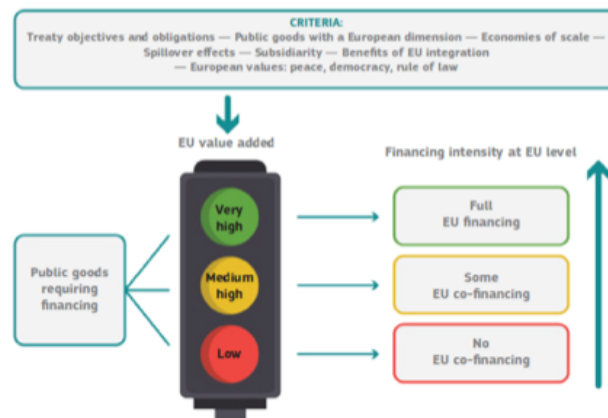 CRITERIA:
Treaty objectives and obligations — Public goods with a European dimension — Economies of scale —
Spillover effects — Subsidiarity — Benefits of EU integration
— European values: peace, democracy, rule of law
EU value added
Financing intensity at EU level
Very
high
Full
EU financing
Public goods
requiring
financing
Medium
high
Some
EU co-financing
Low
No
EU co-financing